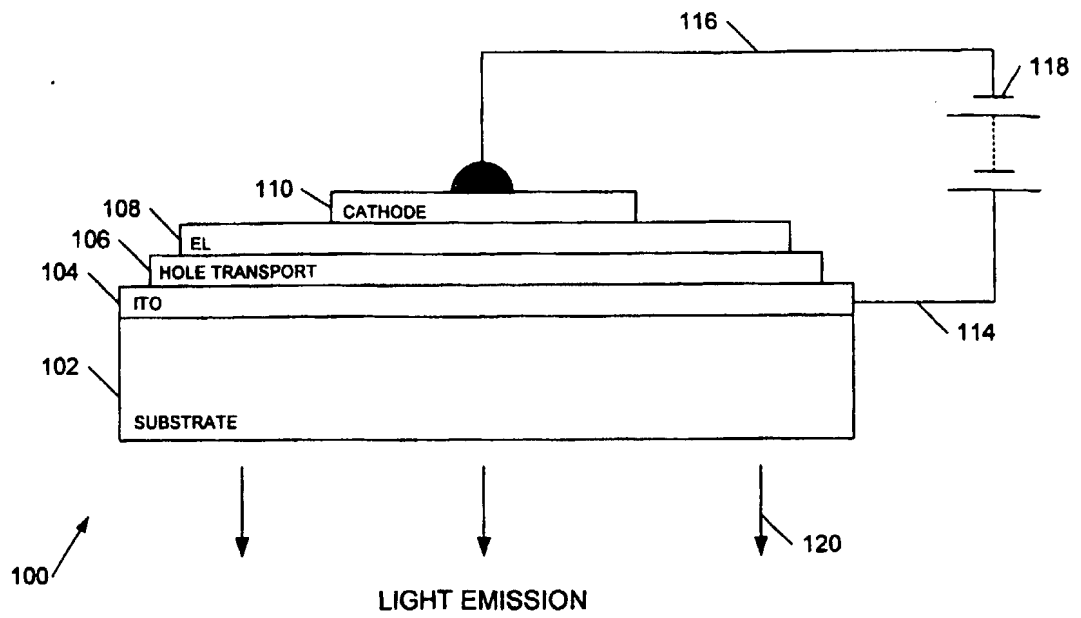 116
118
110
CATHODE
108
EL
106
HOLE TRANSPORT
104
ITO
114
102
SUBSTRATE
120
100
LIGHT EMISSION